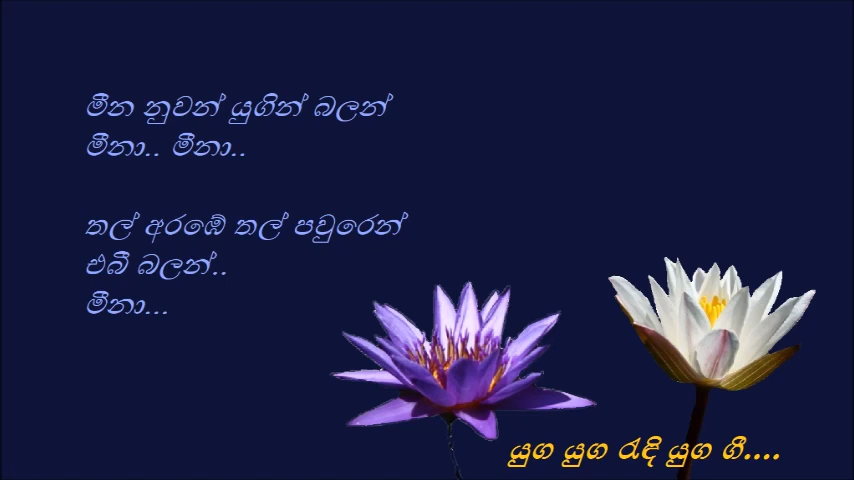 මීන නුවන් යුගින් බලන්
මීනා.. මීනා..
තල් අරඹේ තල් පවුරෙන්
එබී බලන්..
මීනා...
යුග යුග රැඳි යුග ගී....